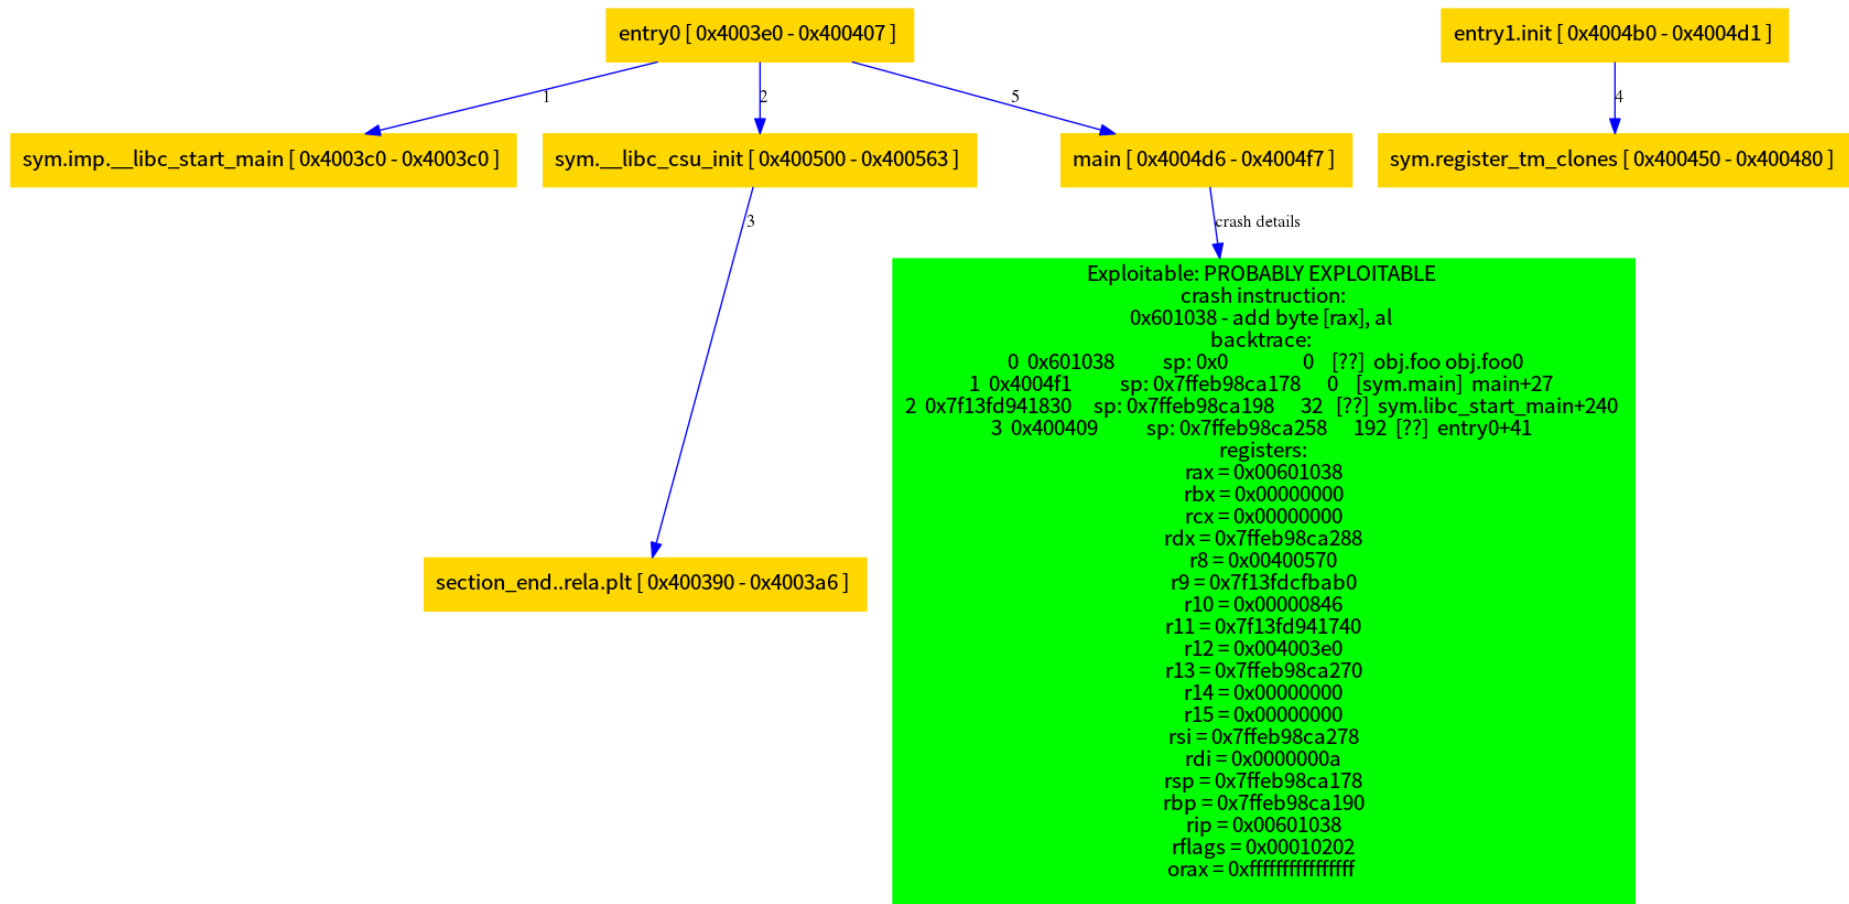 entry0 [ 0x4003e0 - 0x400407 ]
entry1.init [ 0x4004b0 - 0x4004d1 ]
1
2
5
4
sym.imp.__libc_start_main [ 0x4003c0 - 0x4003c0 ]
sym.__libc_csu_init [ 0x400500 - 0x400563 ]
main [ 0x4004d6 - 0x4004f7 ]
sym.register_tm_clones [ 0x400450 - 0x400480 ]
3
crash details
Exploitable: PROBABLY EXPLOITABLE
crash instruction:
0x601038 - add byte [rax], al
backtrace:
0 0x601038 sp: 0x0 0 [??] obj.foo obj.foo0
1 0x4004f1 sp: 0x7ffeb98ca178 0 [sym.main] main+27
2 0x7f13fd941830 sp: 0x7ffeb98ca198 32 [??] sym.libc_start_main+240
3 0x400409 sp: 0x7ffeb98ca258 192 [??] entry0+41
registers:
rax = 0x00601038
rbx = 0x00000000
rcx = 0x00000000
rdx = 0x7ffeb98ca288
r8 = 0x00400570
r9 = 0x7f13fdcfbab0
r10 = 0x00000846
r11 = 0x7f13fd941740
r12 = 0x004003e0
r13 = 0x7ffeb98ca270
r14 = 0x00000000
r15 = 0x00000000
rsi = 0x7ffeb98ca278
rdi = 0x0000000a
rsp = 0x7ffeb98ca178
rbp = 0x7ffeb98ca190
rip = 0x00601038
rflags = 0x00010202
orax = 0xffffffffffffffff
section_end..rela.plt [ 0x400390 - 0x4003a6 ]